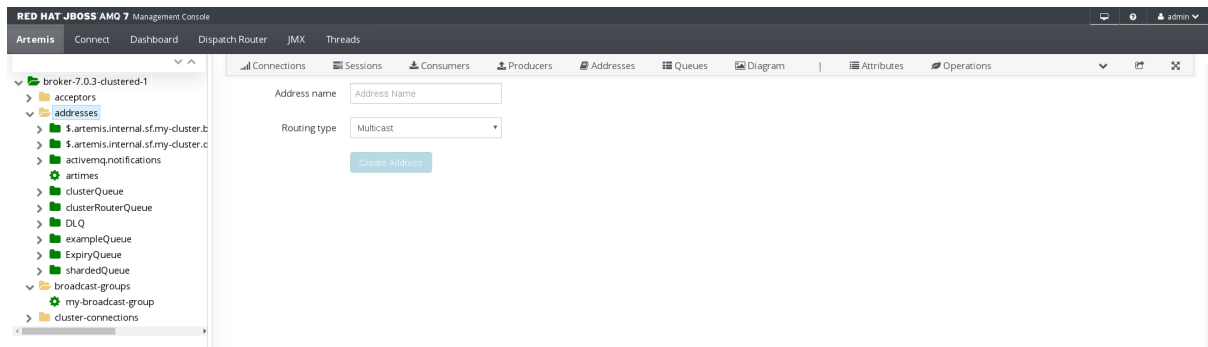 RED HAT JBOSS AMQ 7 Management Console
admin
Artemis Connect Dashboard Dispatch Router JMX Threads
Connections Sessions Consumers Producers Addresses Queues Diagram | Attributes Operations
broker-7.0.3-clustered-1
acceptors
addresses
$.artemis.internal.sf.my-cluster.b
$.artemis.internal.sf.my-cluster.c
activemq.notifications
artimes
clusterQueue
clusterRouterQueue
DLQ
exampleQueue
ExpiryQueue
shardedQueue
broadcast-groups
my-broadcast-group
cluster-connections
Address name Address Name
Routing type Multicast
Create Address